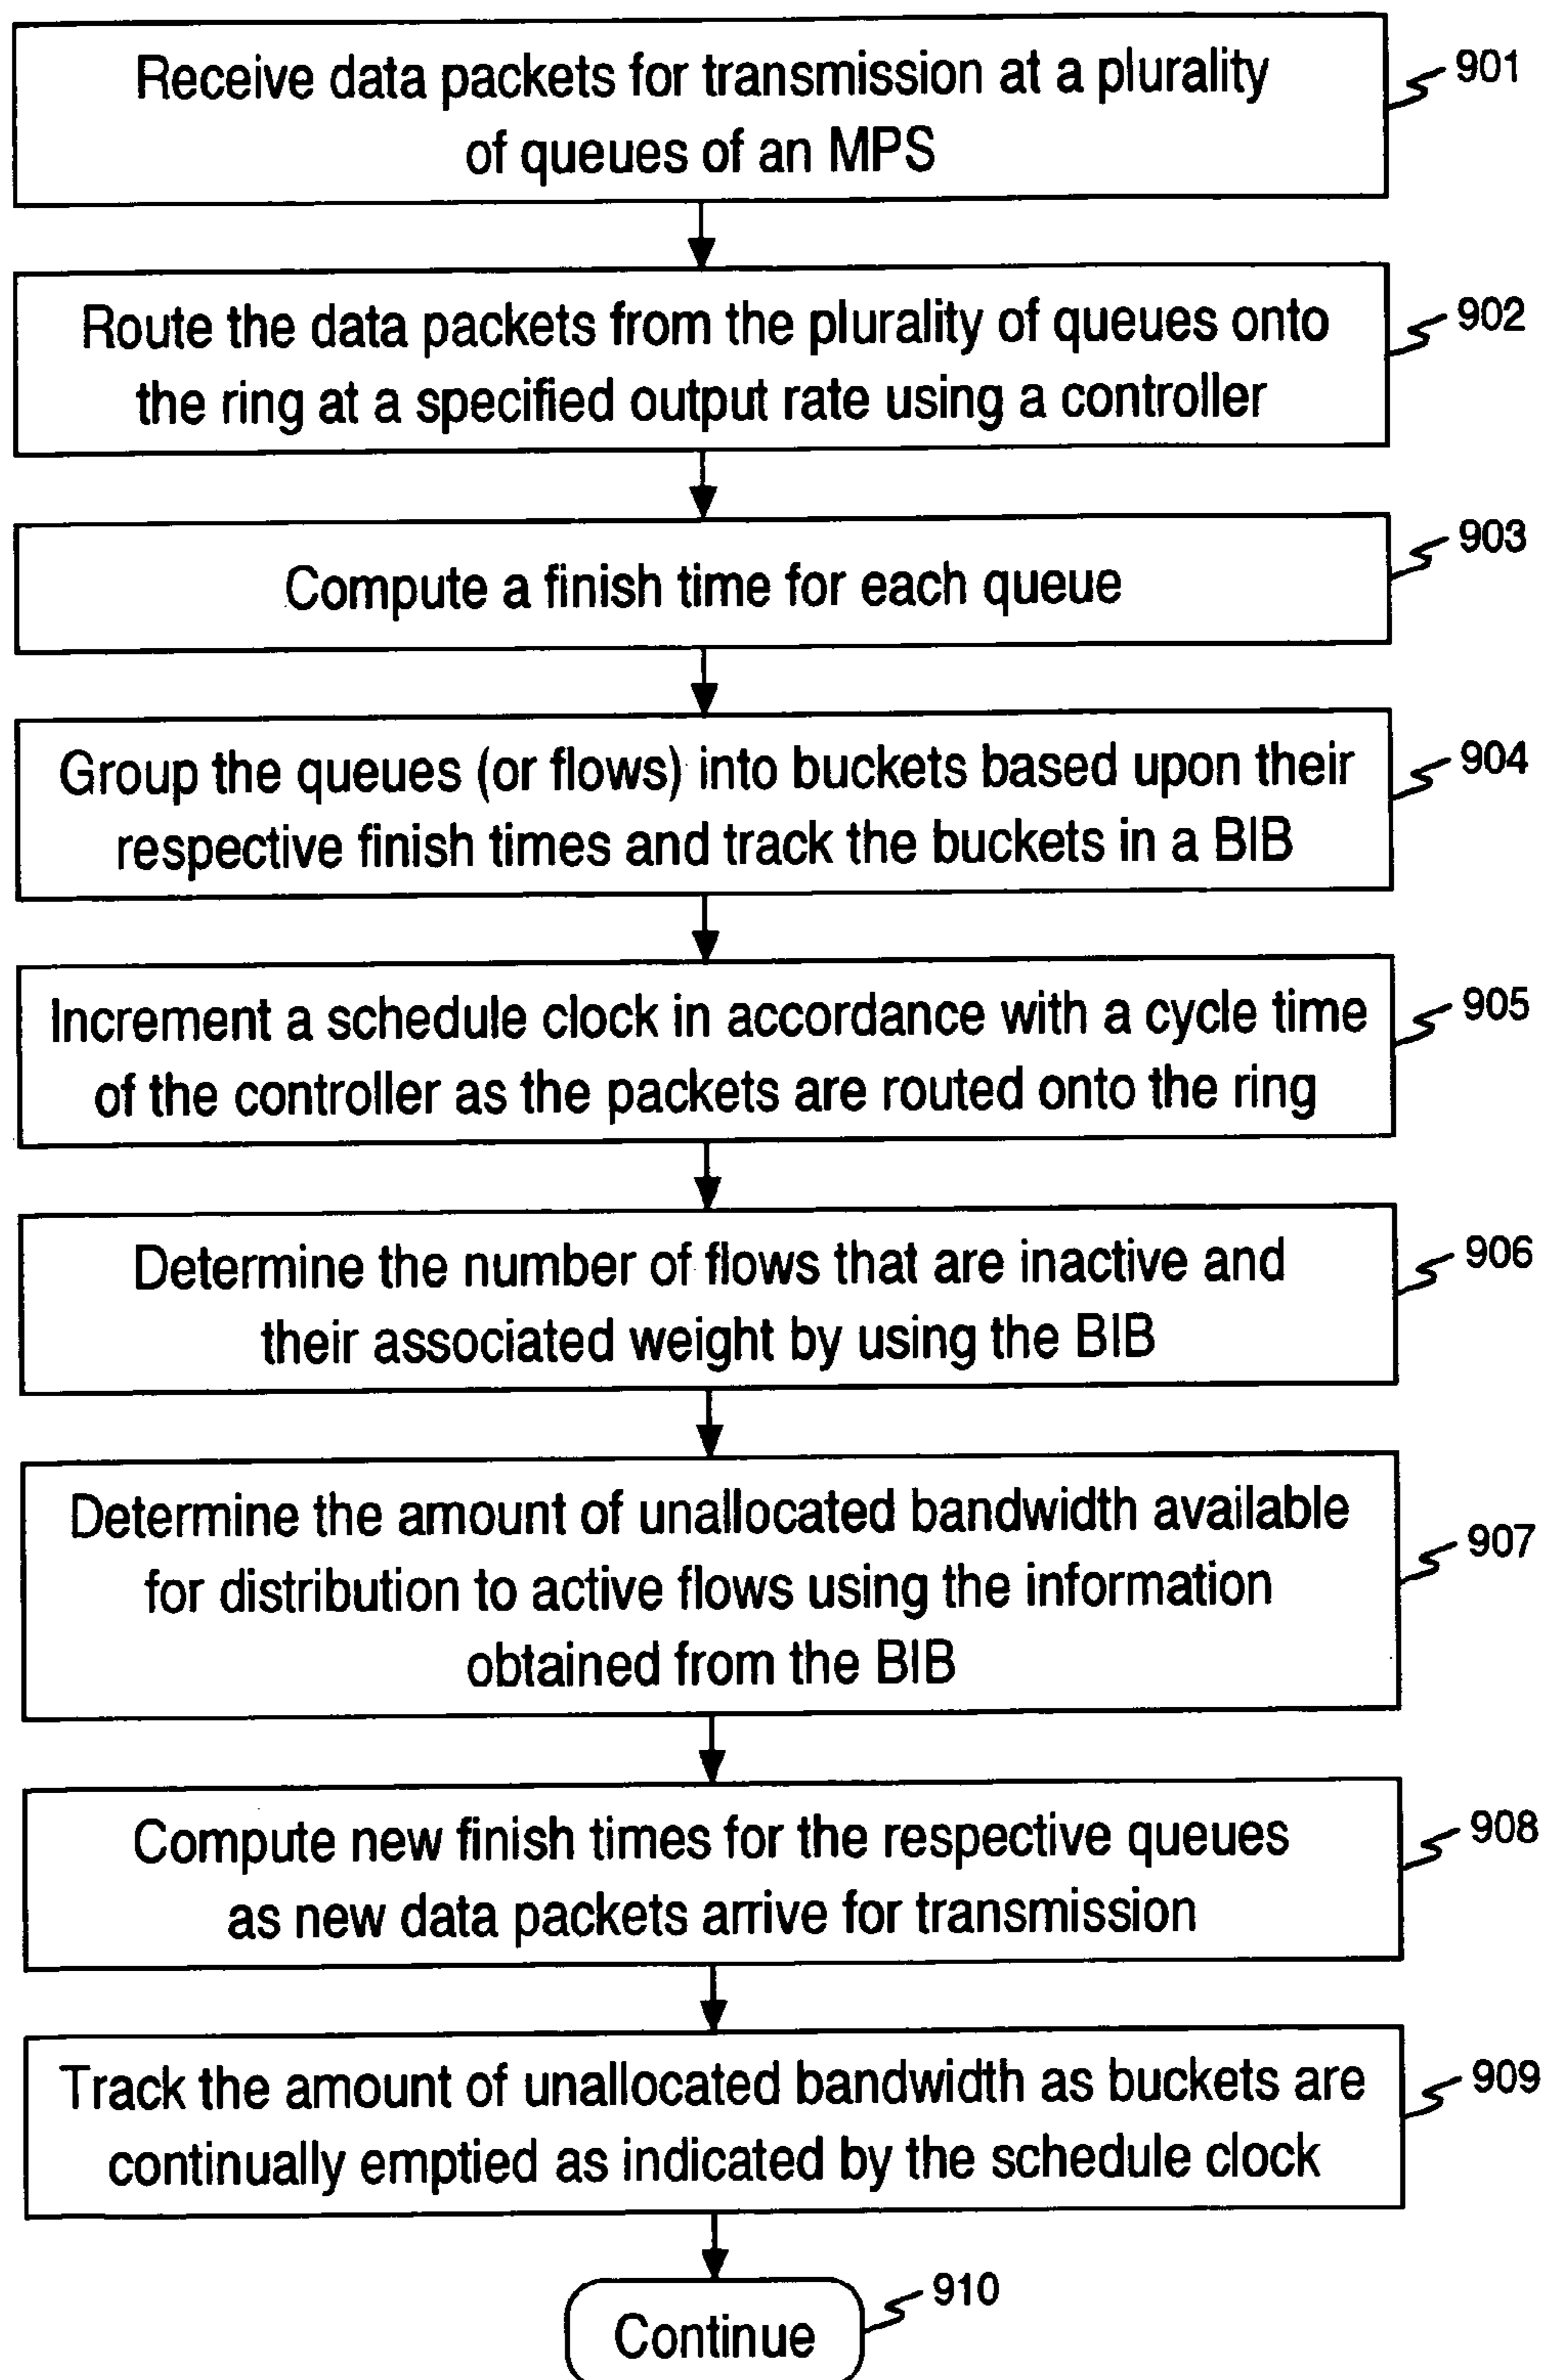 Receive data packets for transmission at a plurality
of queues of an MPS
901
Route the data packets from the plurality of queues onto
the ring at a specified output rate using a controller
902
Compute a finish time for each queue
903
Group the queues (or flows) into buckets based upon their
respective finish times and track the buckets in a BIB
904
Increment a schedule clock in accordance with a cycle time
of the controller as the packets are routed onto the ring
905
Determine the number of flows that are inactive and
their associated weight by using the BIB
906
Determine the amount of unallocated bandwidth available
for distribution to active flows using the information
obtained from the BIB
907
Compute new finish times for the respective queues
as new data packets arrive for transmission
908
Track the amount of unallocated bandwidth as buckets are
continually emptied as indicated by the schedule clock
909
Continue
910